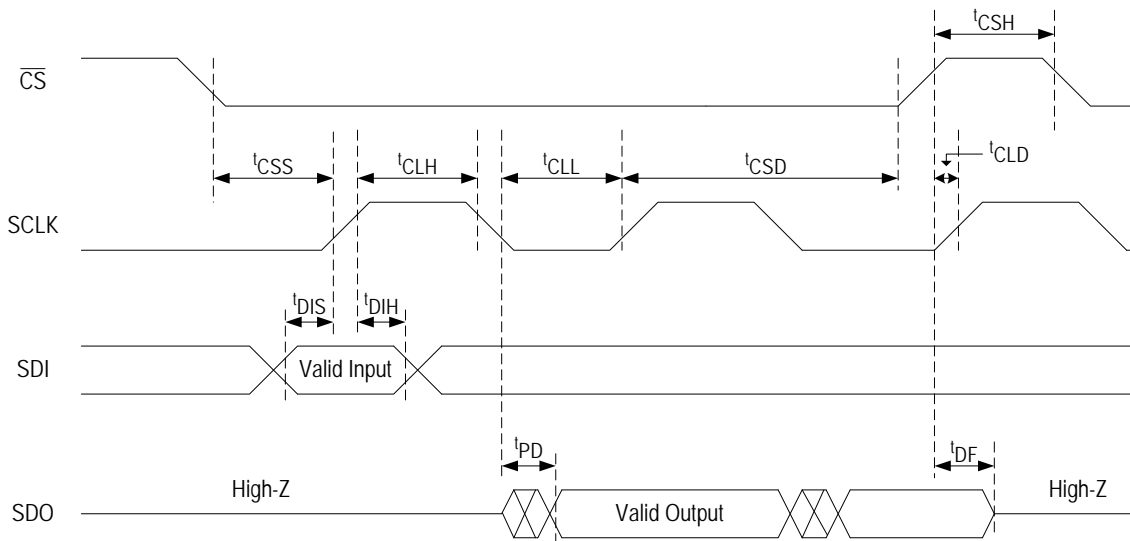 tCSH
CS
tCLD
tCSS
tCLH
tCLL
tCSD
SCLK
tDIS
tDIH
SDI
Valid Input
tPD
tDF
High-Z
High-Z
SDO
Valid Output